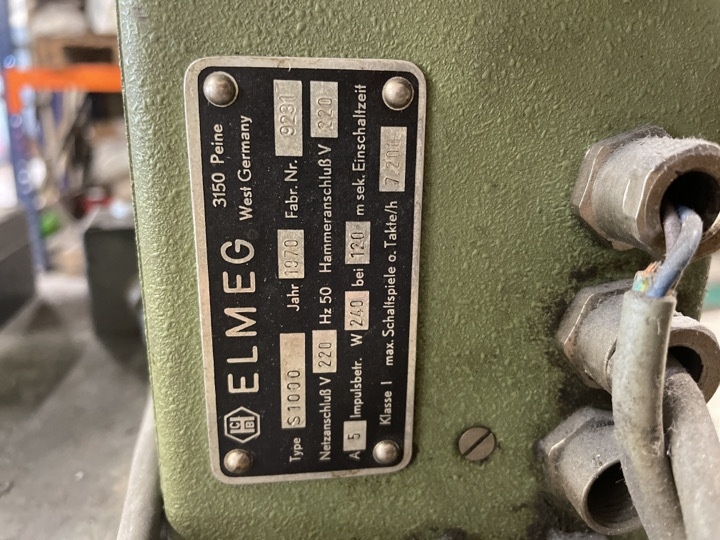 ELMEG
3150 Peine
West Germany
Type S1000 Jahr 1970 Fabr. Nr. 9231
Netzanschluß V 220 Hz 50 Hammeranschluß V 220
A 5 Impulsbetr. W 240 bei 120 m sek. Einschaltzeit
Klasse I max. Schaltspiele o. Takte/h